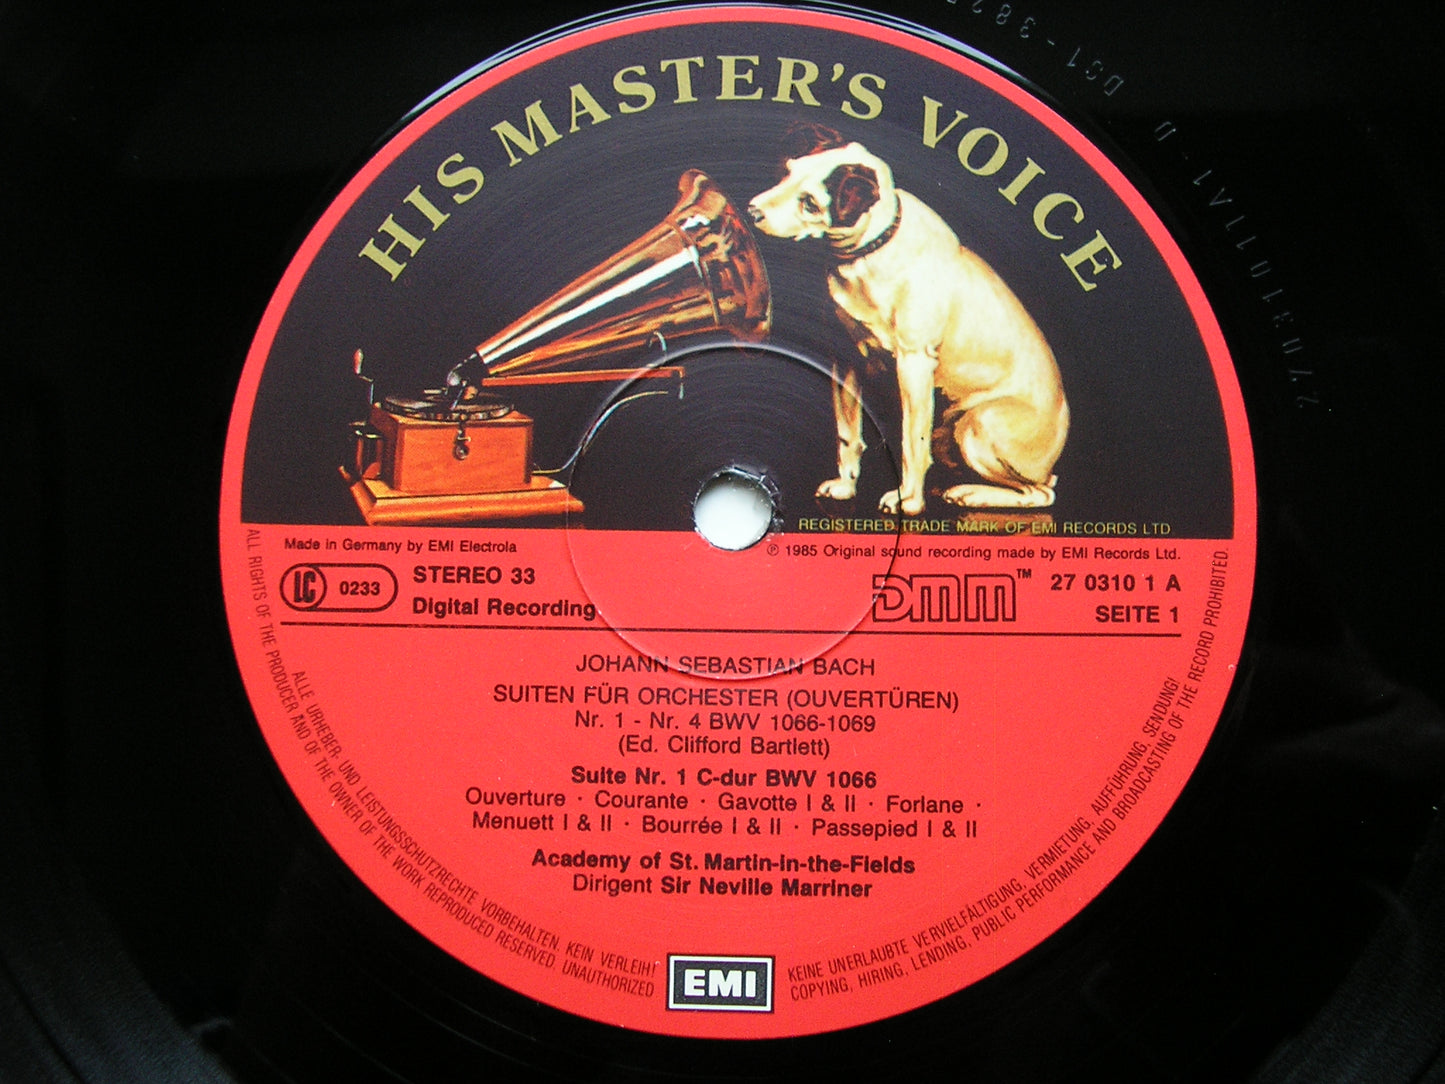 HIS MASTER'S VOICE
REGISTERED TRADE MARK OF EMI RECORDS LTD
Made in Germany by EMI Electrola
℗ 1985 Original sound recording made by EMI Records Ltd.
LC 0233
STEREO 33
Digital Recording
DMM™
27 0310 1 A
SEITE 1
JOHANN SEBASTIAN BACH
SUITEN FÜR ORCHESTER (OUVERTÜREN)
Nr. 1 - Nr. 4 BWV 1066-1069
(Ed. Clifford Bartlett)
Suite Nr. 1 C-dur BWV 1066
Ouverture · Courante · Gavotte I & II · Forlane ·
Menuett I & II · Bourrée I & II · Passepied I & II
Academy of St. Martin-in-the-Fields
Dirigent Sir Neville Marriner
EMI
ALLE URHEBER- UND LEISTUNGSSCHUTZRECHTE VORBEHALTEN. KEIN VERLEIH! KEINE UNERLAUBTE VERVIELFÄLTIGUNG, VERMIETUNG, AUFFÜHRUNG, SENDUNG!
ALL RIGHTS OF THE PRODUCER AND OF THE OWNER OF THE WORK REPRODUCED RESERVED. UNAUTHORIZED COPYING, HIRING, LENDING, PUBLIC PERFORMANCE AND BROADCASTING OF THE RECORD PROHIBITED.